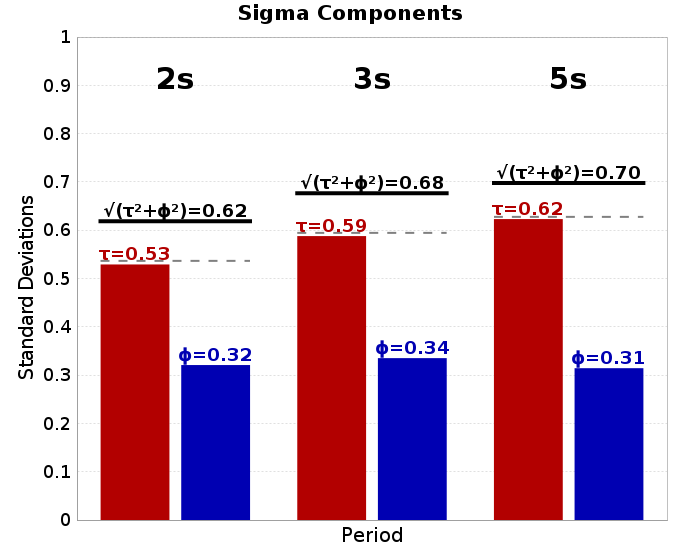 Sigma Components
1
0.9
0.8
0.7
0.6
0.5
0.4
0.3
0.2
0.1
0
Standard Deviations
2s
3s
5s
√(τ²+ϕ²)=0.62
√(τ²+ϕ²)=0.68
√(τ²+ϕ²)=0.70
τ=0.53
τ=0.59
τ=0.62
ϕ=0.32
ϕ=0.34
ϕ=0.31
Period